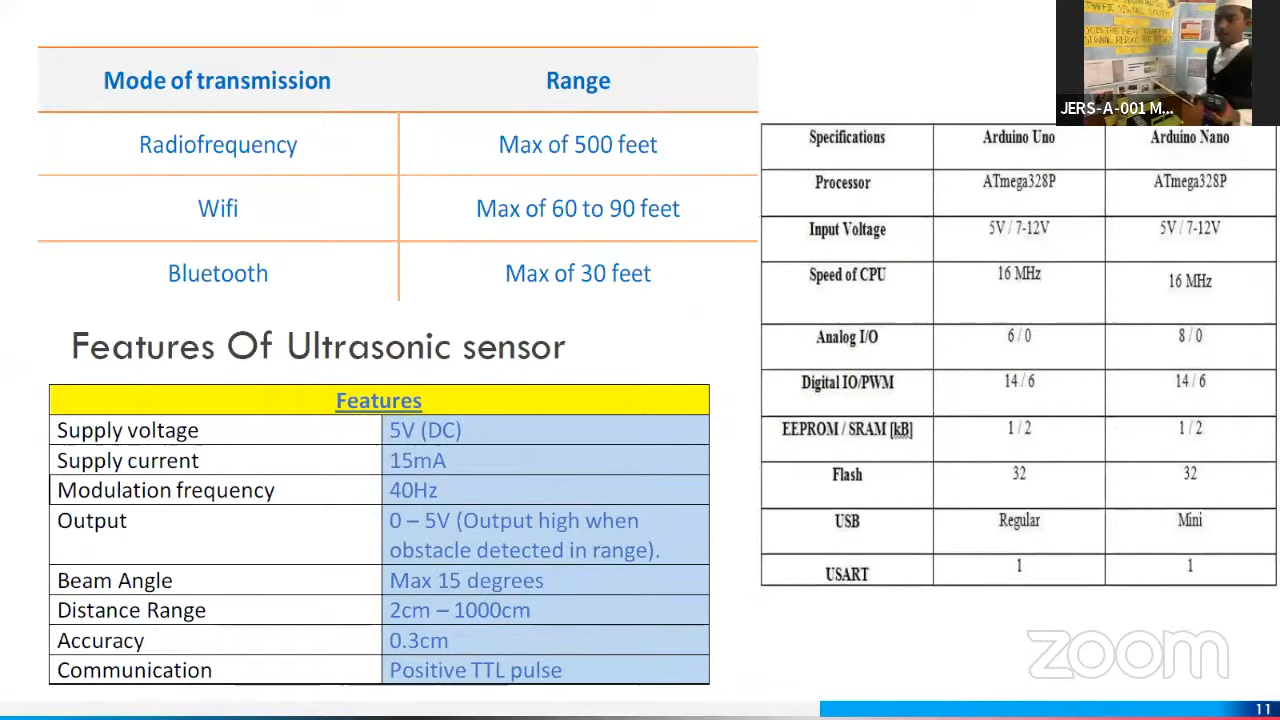 Mode of transmission Range
Radiofrequency Max of 500 feet
Wifi Max of 60 to 90 feet
Bluetooth Max of 30 feet
Features Of Ultrasonic sensor
Features
Supply voltage 5V (DC)
Supply current 15mA
Modulation frequency 40Hz
Output 0 – 5V (Output high when
obstacle detected in range).
Beam Angle Max 15 degrees
Distance Range 2cm – 1000cm
Accuracy 0.3cm
Communication Positive TTL pulse
TRAFFIC SIGNAL SYSTEM
JERS-A-001 M...
Specifications Arduino Uno Arduino Nano
Processor ATmega328P ATmega328P
Input Voltage 5V / 7-12V 5V / 7-12V
Speed of CPU 16 MHz 16 MHz
Analog I/O 6 / 0 8 / 0
Digital IO/PWM 14 / 6 14 / 6
EEPROM / SRAM [kB] 1 / 2 1 / 2
Flash 32 32
USB Regular Mini
USART 1 1
zoom
11